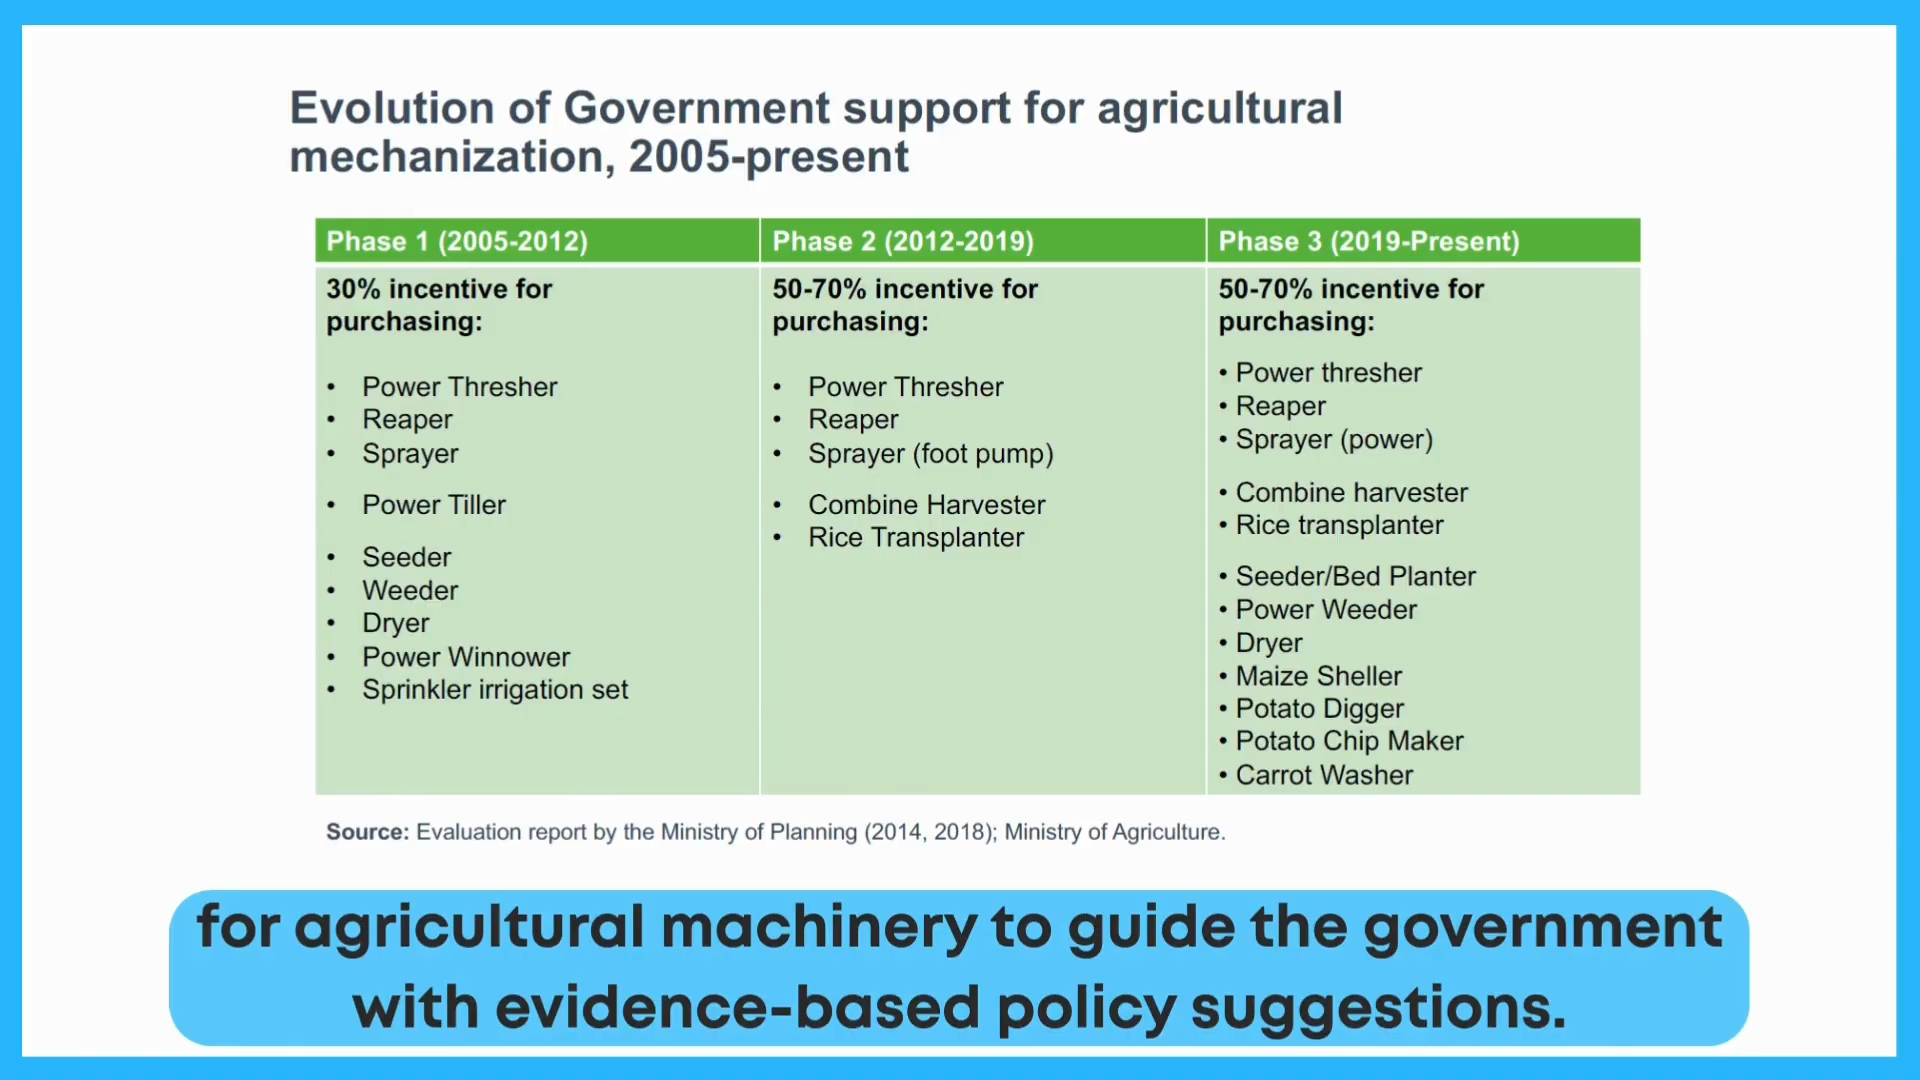 Evolution of Government support for agricultural
mechanization, 2005-present
Phase 1 (2005-2012)
30% incentive for
purchasing:
• Power Thresher
• Reaper
• Sprayer
• Power Tiller
• Seeder
• Weeder
• Dryer
• Power Winnower
• Sprinkler irrigation set
Phase 2 (2012-2019)
50-70% incentive for
purchasing:
• Power Thresher
• Reaper
• Sprayer (foot pump)
• Combine Harvester
• Rice Transplanter
Phase 3 (2019-Present)
50-70% incentive for
purchasing:
• Power thresher
• Reaper
• Sprayer (power)
• Combine harvester
• Rice transplanter
• Seeder/Bed Planter
• Power Weeder
• Dryer
• Maize Sheller
• Potato Digger
• Potato Chip Maker
• Carrot Washer
Source: Evaluation report by the Ministry of Planning (2014, 2018); Ministry of Agriculture.
for agricultural machinery to guide the government
with evidence-based policy suggestions.